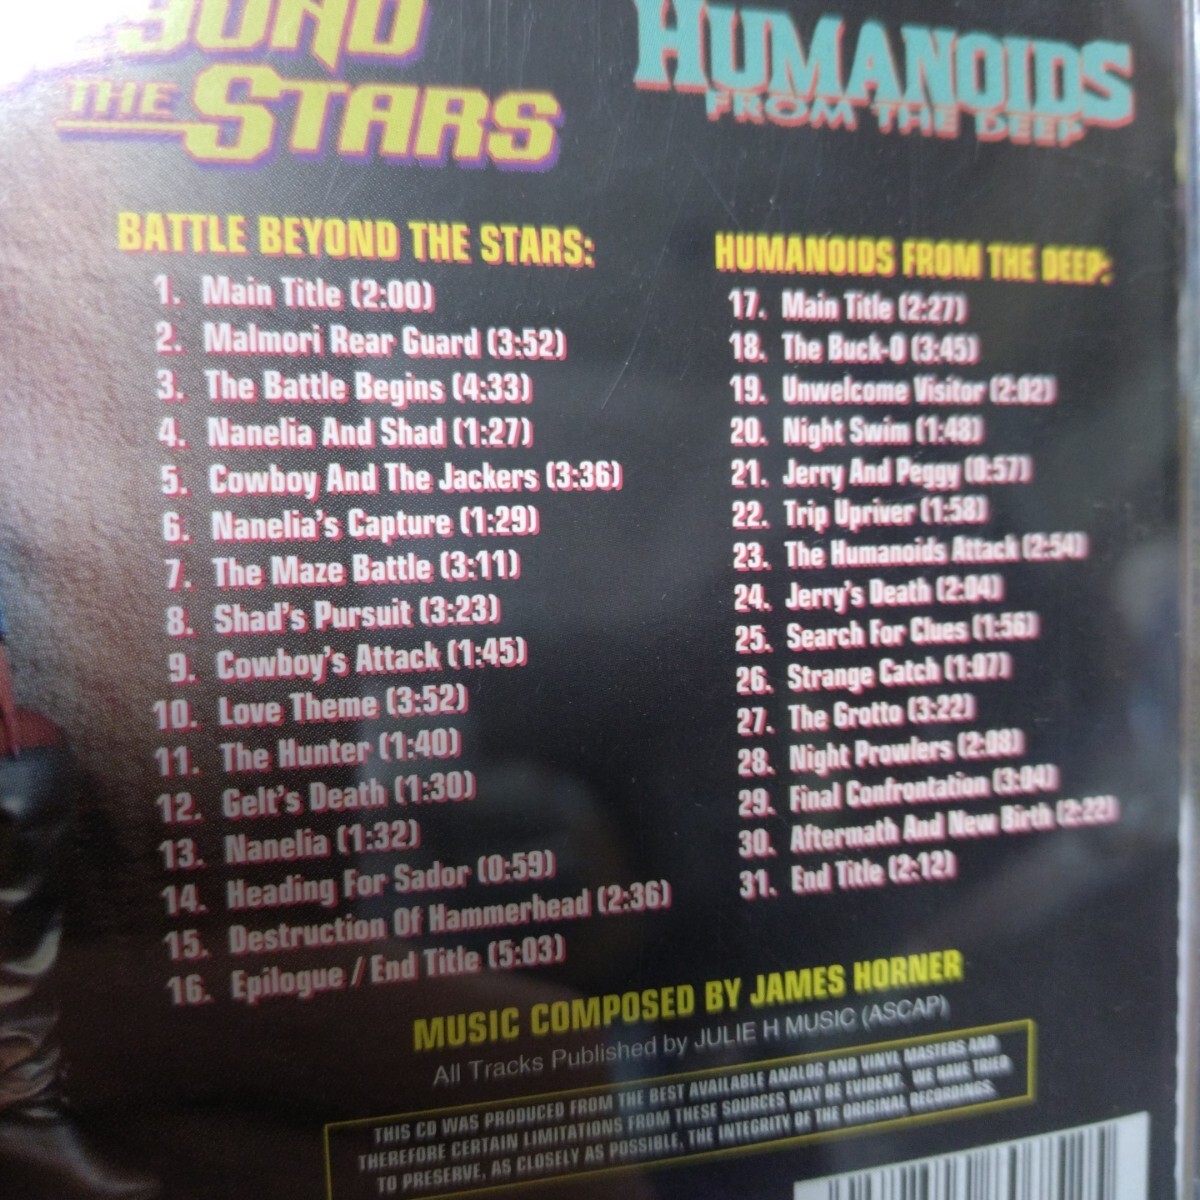 THE STARS
HUMANOIDS
FROM THE DEEP
BATTLE BEYOND THE STARS:
1. Main Title (2:00)
2. Malmori Rear Guard (3:52)
3. The Battle Begins (4:33)
4. Nanelia And Shad (1:27)
5. Cowboy And The Jackers (3:36)
6. Nanelia's Capture (1:29)
7. The Maze Battle (3:11)
8. Shad's Pursuit (3:23)
9. Cowboy's Attack (1:45)
10. Love Theme (3:52)
11. The Hunter (1:40)
12. Gelt's Death (1:30)
13. Nanelia (1:32)
14. Heading For Sador (0:59)
15. Destruction Of Hammerhead (2:36)
16. Epilogue / End Title (5:03)
HUMANOIDS FROM THE DEEP:
17. Main Title (2:27)
18. The Buck-O (3:45)
19. Unwelcome Visitor (2:02)
20. Night Swim (1:48)
21. Jerry And Peggy (0:57)
22. Trip Upriver (1:58)
23. The Humanoids Attack (2:54)
24. Jerry's Death (2:04)
25. Search For Clues (1:56)
26. Strange Catch (1:07)
27. The Grotto (3:22)
28. Night Prowlers (2:08)
29. Final Confrontation (3:04)
30. Aftermath And New Birth (2:22)
31. End Title (2:12)
MUSIC COMPOSED BY JAMES HORNER
All Tracks Published by JULIE H MUSIC (ASCAP)
THIS CD WAS PRODUCED FROM THE BEST AVAILABLE ANALOG AND VINYL MASTERS AND
THEREFORE CERTAIN LIMITATIONS FROM THESE SOURCES MAY BE EVIDENT. WE HAVE TRIED
TO PRESERVE, AS CLOSELY AS POSSIBLE, THE INTEGRITY OF THE ORIGINAL RECORDINGS.